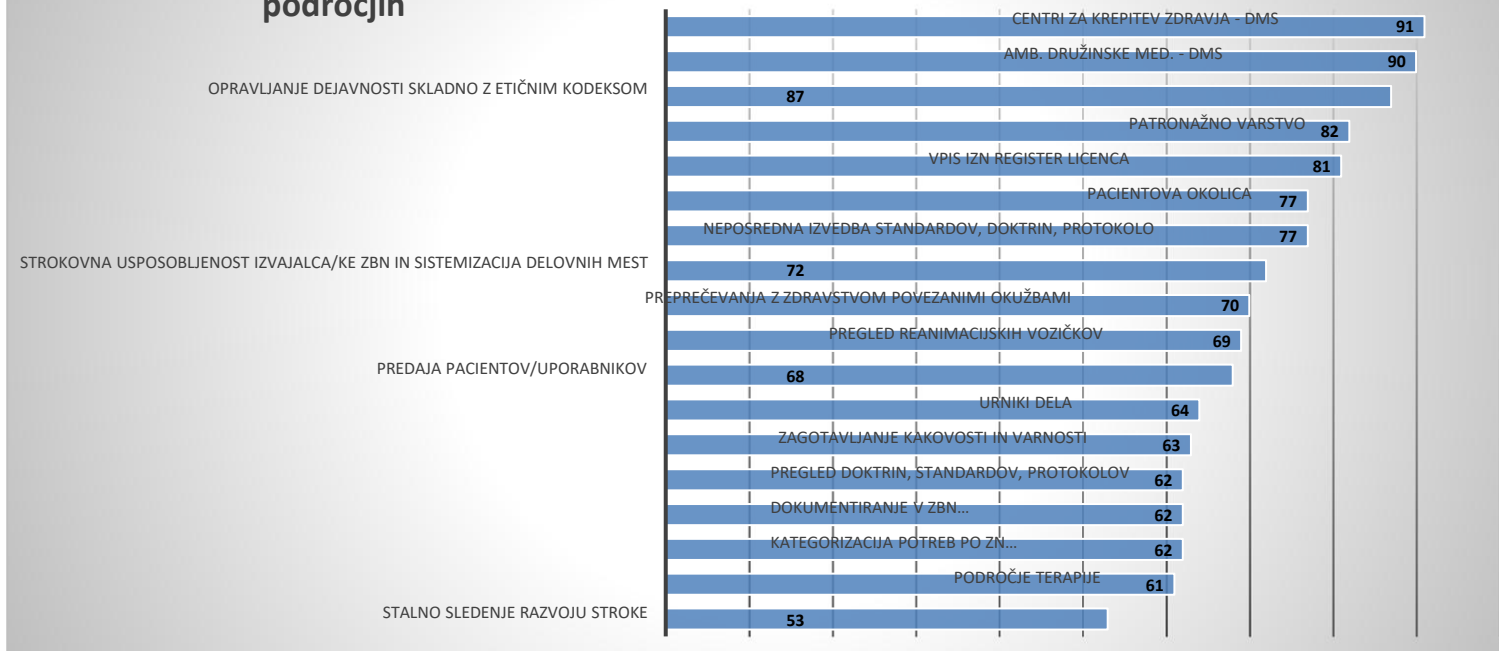 področjih
CENTRI ZA KREPITEV ZDRAVJA - DMS 91
AMB. DRUŽINSKE MED. - DMS 90
OPRAVLJANJE DEJAVNOSTI SKLADNO Z ETIČNIM KODEKSOM 87
PATRONAŽNO VARSTVO 82
VPIS IZN REGISTER LICENCA 81
PACIENTOVA OKOLICA 77
NEPOSREDNA IZVEDBA STANDARDOV, DOKTRIN, PROTOKOLO 77
STROKOVNA USPOSOBLJENOST IZVAJALCA/KE ZBN IN SISTEMIZACIJA DELOVNIH MEST 72
PREPREČEVANJA Z ZDRAVSTVOM POVEZANIMI OKUŽBAMI 70
PREGLED REANIMACIJSKIH VOZIČKOV 69
PREDAJA PACIENTOV/UPORABNIKOV 68
URNIKI DELA 64
ZAGOTAVLJANJE KAKOVOSTI IN VARNOSTI 63
PREGLED DOKTRIN, STANDARDOV, PROTOKOLOV 62
DOKUMENTIRANJE V ZBN… 62
KATEGORIZACIJA POTREB PO ZN… 62
PODROČJE TERAPIJE 61
STALNO SLEDENJE RAZVOJU STROKE 53